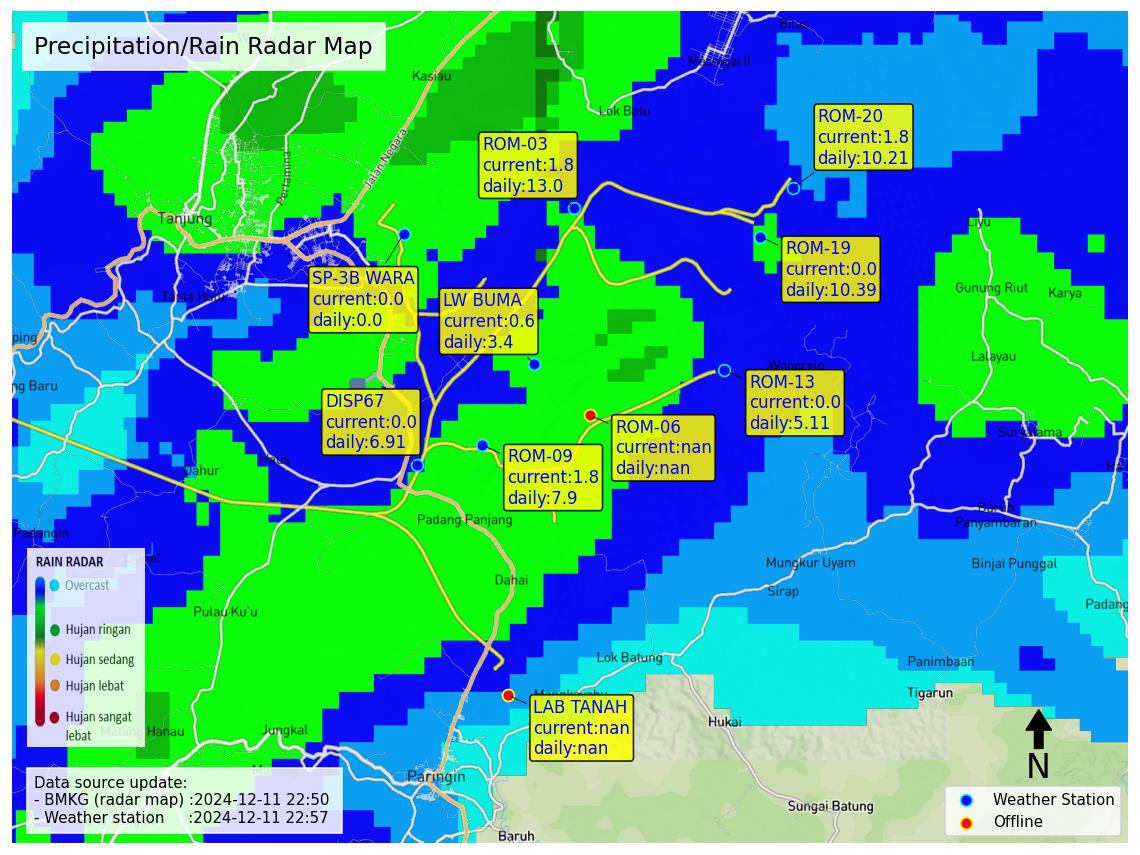 Precipitation/Rain Radar Map
Bilas
Masingai II
Kasiau
Lok Batu
ROM-20
current:1.8
daily:10.21
ROM-03
current:1.8
daily:13.0
Jalan Negara
Pertamina
Tanjung
Liyu
ROM-19
current:0.0
daily:10.39
SP-3B WARA
current:0.0
daily:0.0
LW BUMA
current:0.6
daily:3.4
Gunung Riut
Karya
Lalayau
ping
ng Baru
Wonorejo
ROM-13
current:0.0
daily:5.11
DISP67
current:0.0
daily:6.91
ROM-06
current:nan
daily:nan
ROM-09
current:1.8
daily:7.9
Suryatama
Dahur
Haus
Padang Panjang
Buruh
Panyambaran
Padangin
Mungkur Uyam
Binjai Punggal
Dahai
Sirap
Padang
Pulau Ku`u
RAIN RADAR
Overcast
Hujan ringan
Hujan sedang
Hujan lebat
Hujan sangat
lebat
Lok Batung
Panimbaan
Tigarun
LAB TANAH
current:nan
daily:nan
Hukai
Matang Hanau
Jungkal
N
Paringin
Sungai Batung
Baruh
Data source update:
- BMKG (radar map) :2024-12-11 22:50
- Weather station :2024-12-11 22:57
Weather Station
Offline